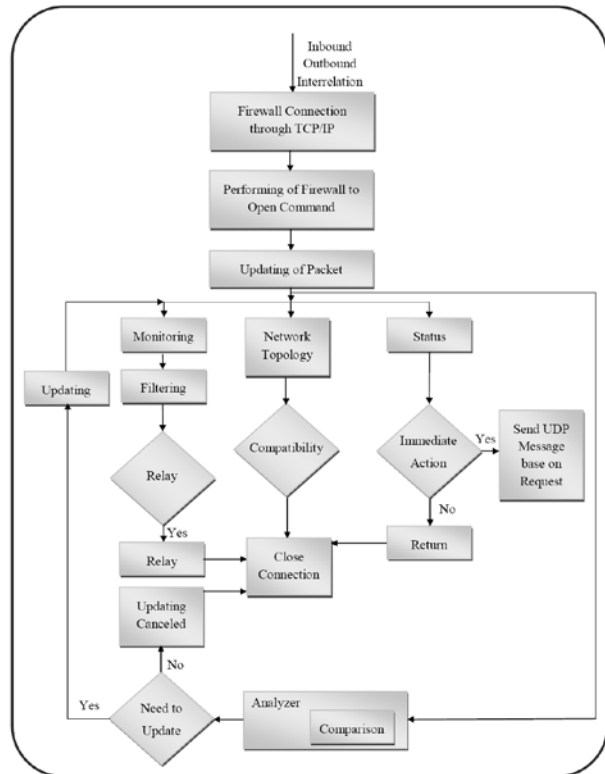 Inbound
Outbound
Interrelation
Firewall Connection
through TCP/IP
Performing of Firewall to
Open Command
Updating of Packet
Monitoring
Network
Topology
Status
Updating
Filtering
Relay
Compatibility
Immediate
Action
Yes
Send UDP
Message
base on
Request
Yes
No
Relay
Close
Connection
Return
Updating
Canceled
No
Yes
Need to
Update
Analyzer
Comparison